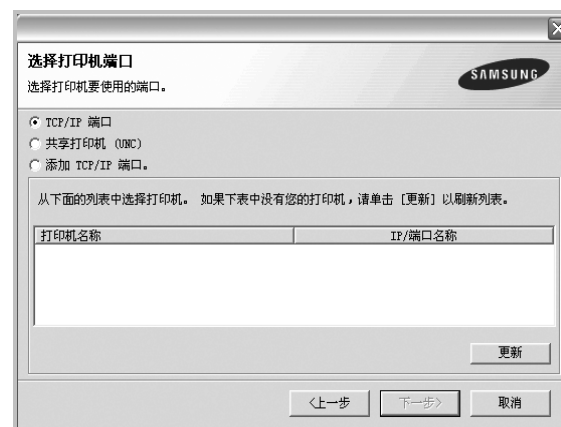 选择打印机端口
选择打印机要使用的端口。
SAMSUNG
TCP/IP 端口
共享打印机 (UNC)
添加 TCP/IP 端口。
从下面的列表中选择打印机。 如果下表中没有您的打印机，请单击 [更新] 以刷新列表。
打印机名称 IP/端口名称
更新
<上一步 下一步> 取消